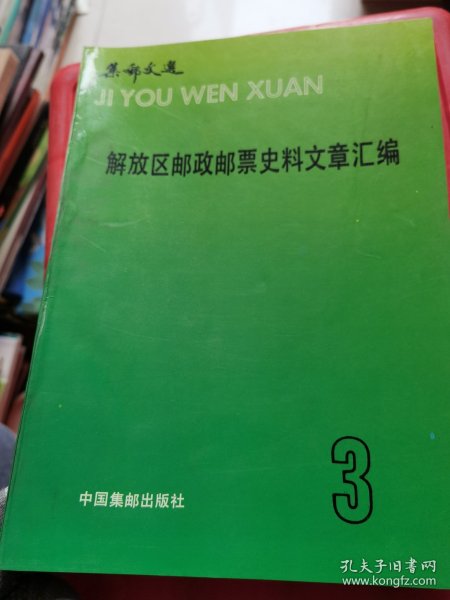 集邮文选
JI YOU WEN XUAN
解放区邮政邮票史料文章汇编
3
中国集邮出版社
孔夫子旧书网
www.kongfz.com